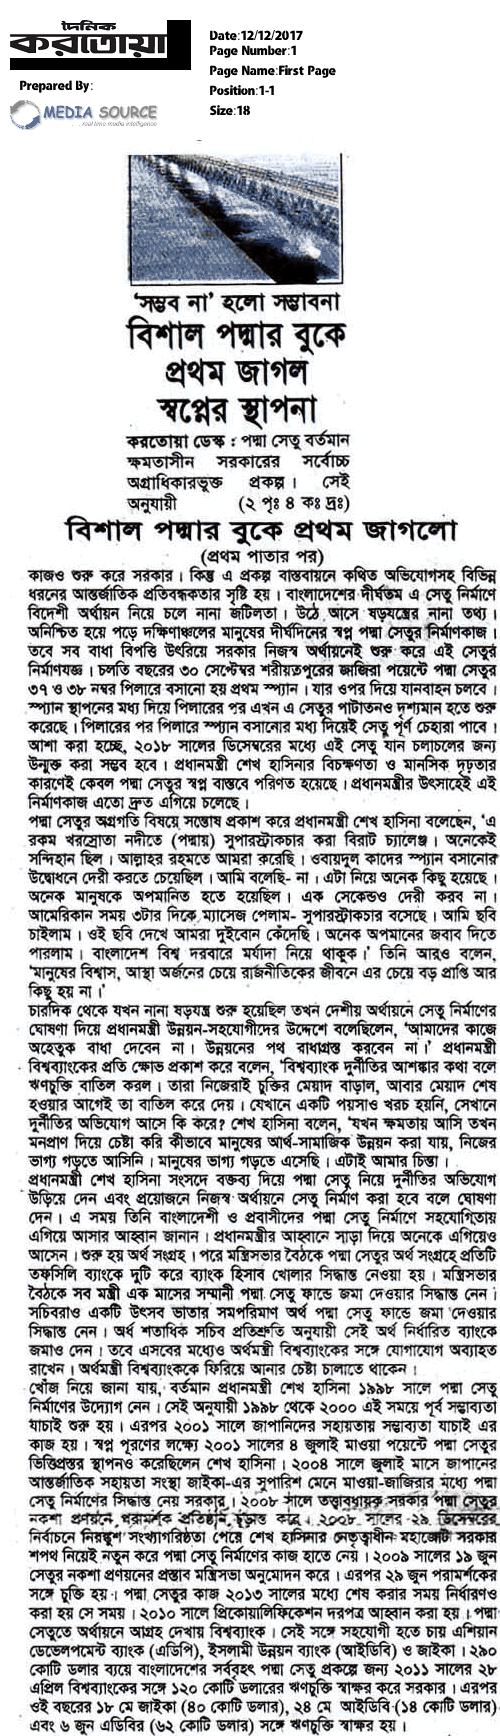 দৈনিক
করতোয়া
Prepared By:
MEDIA SOURCE
real time media intelligence
Date:12/12/2017
Page Number:1
Page Name:First Page
Position:1-1
Size:18
‘সম্ভব না’ হলো সম্ভাবনা
বিশাল পদ্মার বুকে
প্রথম জাগল
স্বপ্নের স্থাপনা
করতোয়া ডেস্ক : পদ্মা সেতু বর্তমান
ক্ষমতাসীন সরকারের সর্বোচ্চ
অগ্রাধিকারভুক্ত প্রকল্প। সেই
অনুযায়ী (২ পৃঃ ৪ কঃ দ্রঃ)
বিশাল পদ্মার বুকে প্রথম জাগলো
(প্রথম পাতার পর)
কাজও শুরু করে সরকার। কিন্তু এ প্রকল্প বাস্তবায়নে কথিত অভিযোগসহ বিভিন্ন
ধরনের আন্তর্জাতিক প্রতিবন্ধকতার সৃষ্টি হয়। বাংলাদেশের দীর্ঘতম এ সেতু নির্মাণে
বিদেশী অর্থায়ন নিয়ে চলে নানা জটিলতা। উঠে আসে ষড়যন্ত্রের নানা তথ্য।
অনিশ্চিত হয়ে পড়ে দক্ষিণাঞ্চলের মানুষের দীর্ঘদিনের স্বপ্ন পদ্মা সেতুর নির্মাণকাজ।
তবে সব বাধা বিপত্তি উৎরিয়ে সরকার নিজস্ব অর্থায়নেই শুরু করে এই সেতুর
নির্মাণযজ্ঞ। চলতি বছরের ৩০ সেপ্টেম্বর শরীয়তপুরের জাজিরা পয়েন্টে পদ্মা সেতুর
৩৭ ও ৩৮ নম্বর পিলারে বসানো হয় প্রথম স্প্যান। যার ওপর দিয়ে যানবাহন চলবে।
স্প্যান স্থাপনের মধ্য দিয়ে পিলারের পর এখন এ সেতুর পাটাতনও দৃশ্যমান হতে শুরু
করেছে। পিলারের পর পিলারে স্প্যান বসানোর মধ্য দিয়েই সেতু পূর্ণ চেহারা পাবে।
আশা করা হচ্ছে, ২০১৮ সালের ডিসেম্বরের মধ্যে এই সেতু যান চলাচলের জন্য
উন্মুক্ত করা সম্ভব হবে। প্রধানমন্ত্রী শেখ হাসিনার বিচক্ষণতা ও মানসিক দৃঢ়তার
কারণেই কেবল পদ্মা সেতুর স্বপ্ন বাস্তবে পরিণত হয়েছে। প্রধানমন্ত্রীর উৎসাহেই এই
নির্মাণকাজ এতো দ্রুত এগিয়ে চলেছে।
পদ্মা সেতুর অগ্রগতি বিষয়ে সন্তোষ প্রকাশ করে প্রধানমন্ত্রী শেখ হাসিনা বলেছেন, ‘এ
রকম খরস্রোতা নদীতে (পদ্মায়) সুপারস্ট্রাকচার করা বিরাট চ্যালেঞ্জ। অনেকেই
সন্দিহান ছিল। আল্লাহর রহমতে আমরা করেছি। ওবায়দুল কাদের স্প্যান বসানোর
উদ্বোধনে দেরী করতে চেয়েছিল। আমি বলেছি- না। এটা নিয়ে অনেক কিছু হয়েছে।
অনেক মানুষকে অপমানিত হতে হয়েছিল। এক সেকেন্ডও দেরী করব না।
আমেরিকান সময় ৩টার দিকে ম্যাসেজ পেলাম- সুপারস্ট্রাকচার বসেছে। আমি ছবি
চাইলাম। ওই ছবি দেখে আমরা দুইবোন কেঁদেছি। অনেক অপমানের জবাব দিতে
পারলাম। বাংলাদেশ বিশ্ব দরবারে মর্যাদা নিয়ে থাকুক।’ তিনি আরও বলেন,
‘মানুষের বিশ্বাস, আস্থা অর্জনের চেয়ে রাজনীতিকের জীবনে এর চেয়ে বড় প্রাপ্তি আর
কিছু হয় না।’
চারদিক থেকে যখন নানা ষড়যন্ত্র শুরু হয়েছিল তখন দেশীয় অর্থায়নে সেতু নির্মাণের
ঘোষণা দিয়ে প্রধানমন্ত্রী উন্নয়ন-সহযোগীদের উদ্দেশে বলেছিলেন, ‘আমাদের কাজে
অহেতুক বাধা দেবেন না। উন্নয়নের পথ বাধাগ্রস্ত করবেন না।’ প্রধানমন্ত্রী
বিশ্বব্যাংকের প্রতি ক্ষোভ প্রকাশ করে বলেন, ‘বিশ্বব্যাংক দুর্নীতির আশঙ্কার কথা বলে
ঋণচুক্তি বাতিল করল। তারা নিজেরাই চুক্তির মেয়াদ বাড়াল, আবার মেয়াদ শেষ
হওয়ার আগেই তা বাতিল করে দেয়। যেখানে একটি পয়সাও খরচ হয়নি, সেখানে
দুর্নীতির অভিযোগ আসে কি করে? শেখ হাসিনা বলেন, ‘যখন ক্ষমতায় আসি তখন
মনপ্রাণ দিয়ে চেষ্টা করি কীভাবে মানুষের আর্থ-সামাজিক উন্নয়ন করা যায়, নিজের
ভাগ্য গড়তে আসিনি। মানুষের ভাগ্য গড়তে এসেছি। এটাই আমার চিন্তা।
প্রধানমন্ত্রী শেখ হাসিনা সংসদে বক্তব্য দিয়ে পদ্মা সেতু নিয়ে দুর্নীতির অভিযোগ
উড়িয়ে দেন এবং প্রয়োজনে নিজস্ব অর্থায়নে সেতু নির্মাণ করা হবে বলে ঘোষণা
দেন। এ সময় তিনি বাংলাদেশী ও প্রবাসীদের পদ্মা সেতু নির্মাণে সহযোগিতায়
এগিয়ে আসার আহ্বান জানান। প্রধানমন্ত্রীর আহ্বানে সাড়া দিয়ে অনেকে এগিয়েও
আসেন। শুরু হয় অর্থ সংগ্রহ। পরে মন্ত্রিসভার বৈঠকে পদ্মা সেতুর অর্থ সংগ্রহে প্রতিটি
তফসিলি ব্যাংকে দুটি করে ব্যাংক হিসাব খোলার সিদ্ধান্ত নেওয়া হয়। মন্ত্রিসভার
বৈঠকে সব মন্ত্রী এক মাসের সম্মানী পদ্মা সেতু ফান্ডে জমা দেওয়ার সিদ্ধান্ত নেন।
সচিবরাও একটি উৎসব ভাতার সমপরিমাণ অর্থ পদ্মা সেতু ফান্ডে জমা দেওয়ার
সিদ্ধান্ত নেন। অর্ধ শতাধিক সচিব প্রতিশ্রুতি অনুযায়ী সেই অর্থ নির্ধারিত ব্যাংকে
জমাও দেন। তবে এসবের মধ্যেও অর্থমন্ত্রী বিশ্বব্যাংকের সঙ্গে যোগাযোগ অব্যাহত
রাখেন। অর্থমন্ত্রী বিশ্বব্যাংককে ফিরিয়ে আনার চেষ্টা চালাতে থাকেন।
খোঁজ নিয়ে জানা যায়, বর্তমান প্রধানমন্ত্রী শেখ হাসিনা ১৯৯৮ সালে পদ্মা সেতু
নির্মাণের উদ্যোগ নেন। সেই অনুযায়ী ১৯৯৮ থেকে ২০০০ এই সময়ে পূর্ব সম্ভাব্যতা
যাচাই শুরু হয়। এরপর ২০০১ সালে জাপানিদের সহায়তায় সম্ভাব্যতা যাচাই এর
কাজ হয়। স্বপ্ন পূরণের লক্ষ্যে ২০০১ সালের ৪ জুলাই মাওয়া পয়েন্টে পদ্মা সেতুর
ভিত্তিপ্রস্তর স্থাপনও করেছিলেন শেখ হাসিনা। ২০০৪ সালে জুলাই মাসে জাপানের
আন্তর্জাতিক সহায়তা সংস্থা জাইকা-এর সুপারিশ মেনে মাওয়া-জাজিরার মধ্যে পদ্মা
সেতু নির্মাণের সিদ্ধান্ত নেয় সরকার। ২০০৮ সালে তত্ত্বাবধায়ক সরকার পদ্মা সেতুর
নকশা প্রণয়নে পরামর্শক প্রতিষ্ঠান চূড়ান্ত করে। ২০০৮ সালের ২৯ ডিসেম্বরের
নির্বাচনে নিরঙ্কুশ সংখ্যাগরিষ্ঠতা পেরে শেখ হাসিনার নেতৃত্বাধীন মহাজোট সরকার
শপথ নিয়েই নতুন করে পদ্মা সেতু নির্মাণের কাজ হাতে নেয়। ২০০৯ সালের ১৯ জুন
সেতুর নকশা প্রণয়নের প্রস্তাব মন্ত্রিসভা অনুমোদন করে। এরপর ২৯ জুন পরামর্শকের
সঙ্গে চুক্তি হয়। পদ্মা সেতুর কাজ ২০১৩ সালের মধ্যে শেষ করার সময় নির্ধারণও
করা হয় সে সময়। ২০১০ সালে প্রিকোয়ালিফিকেশন দরপত্র আহ্বান করা হয়। পদ্মা
সেতুতে অর্থায়নে আগ্রহ দেখায় বিশ্বব্যাংক। সেই সঙ্গে সহযোগী হতে চায় এশিয়ান
ডেভেলপমেন্ট ব্যাংক (এডিপি), ইসলামী উন্নয়ন ব্যাংক (আইডিবি) ও জাইকা। ২৯০
কোটি ডলার ব্যয়ে বাংলাদেশের সর্ববৃহৎ পদ্মা সেতু প্রকল্পে জন্য ২০১১ সালের ২৮
এপ্রিল বিশ্বব্যাংকের সঙ্গে ১২০ কোটি ডলারের ঋণচুক্তি স্বাক্ষর করে সরকার। এরপর
ওই বছরের ১৮ মে জাইকা (৪০ কোটি ডলার), ২৪ মে আইডিবি (১৪ কোটি ডলার)
এবং ৬ জুন এডিবির (৬২ কোটি ডলার) সঙ্গে ঋণচুক্তি স্বাক্ষর হয়